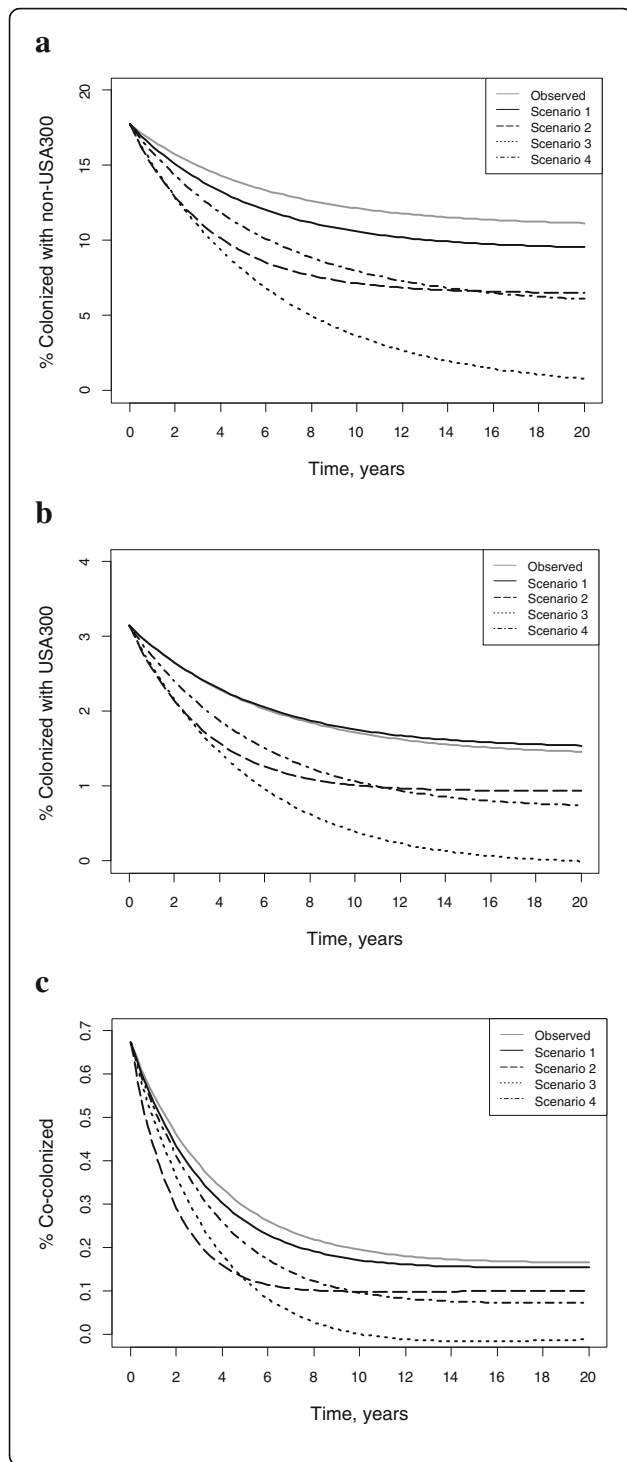 a
% Colonized with non-USA300
20
15
10
5
0
Observed
Scenario 1
Scenario 2
Scenario 3
Scenario 4
0 2 4 6 8 10 12 14 16 18 20
Time, years
b
% Colonized with USA300
4
3
2
1
0
Observed
Scenario 1
Scenario 2
Scenario 3
Scenario 4
0 2 4 6 8 10 12 14 16 18 20
Time, years
c
% Co-colonized
0.7
0.6
0.5
0.4
0.3
0.2
0.1
0.0
Observed
Scenario 1
Scenario 2
Scenario 3
Scenario 4
0 2 4 6 8 10 12 14 16 18 20
Time, years